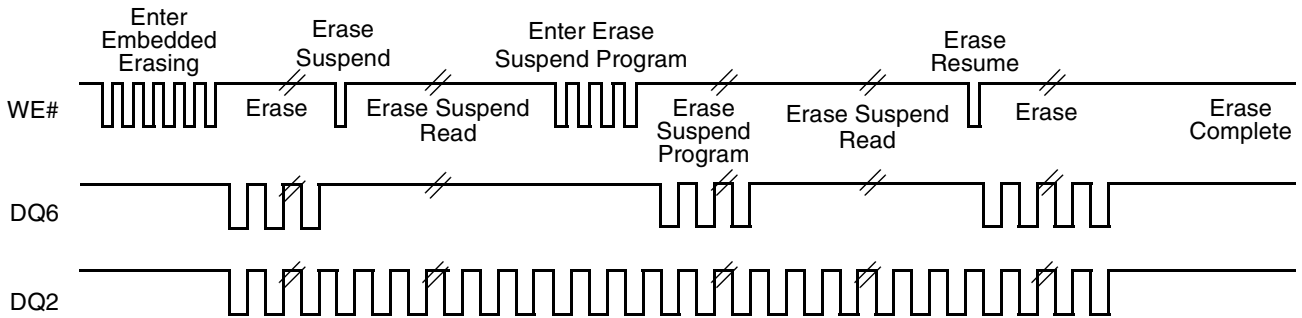 Enter
Embedded
Erasing
Erase
Suspend
Enter Erase
Suspend Program
Erase
Resume
WE#
Erase
Erase Suspend
Read
Erase
Suspend
Program
Erase Suspend
Read
Erase
Erase
Complete
DQ6
DQ2